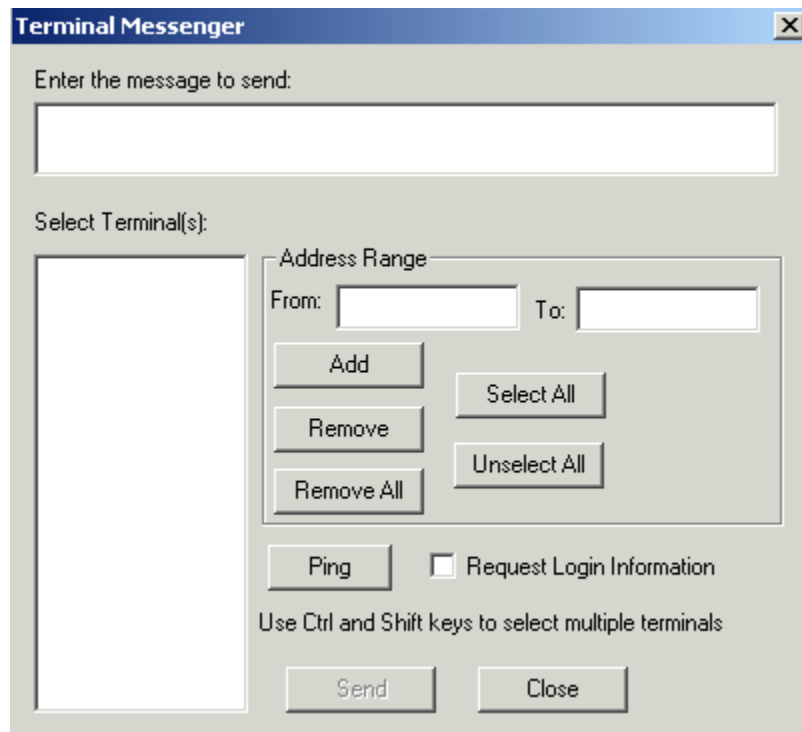 Terminal Messenger
Enter the message to send:
Select Terminal(s):
Address Range
From:
To:
Add
Select All
Remove
Unselect All
Remove All
Ping
Request Login Information
Use Ctrl and Shift keys to select multiple terminals
Send
Close